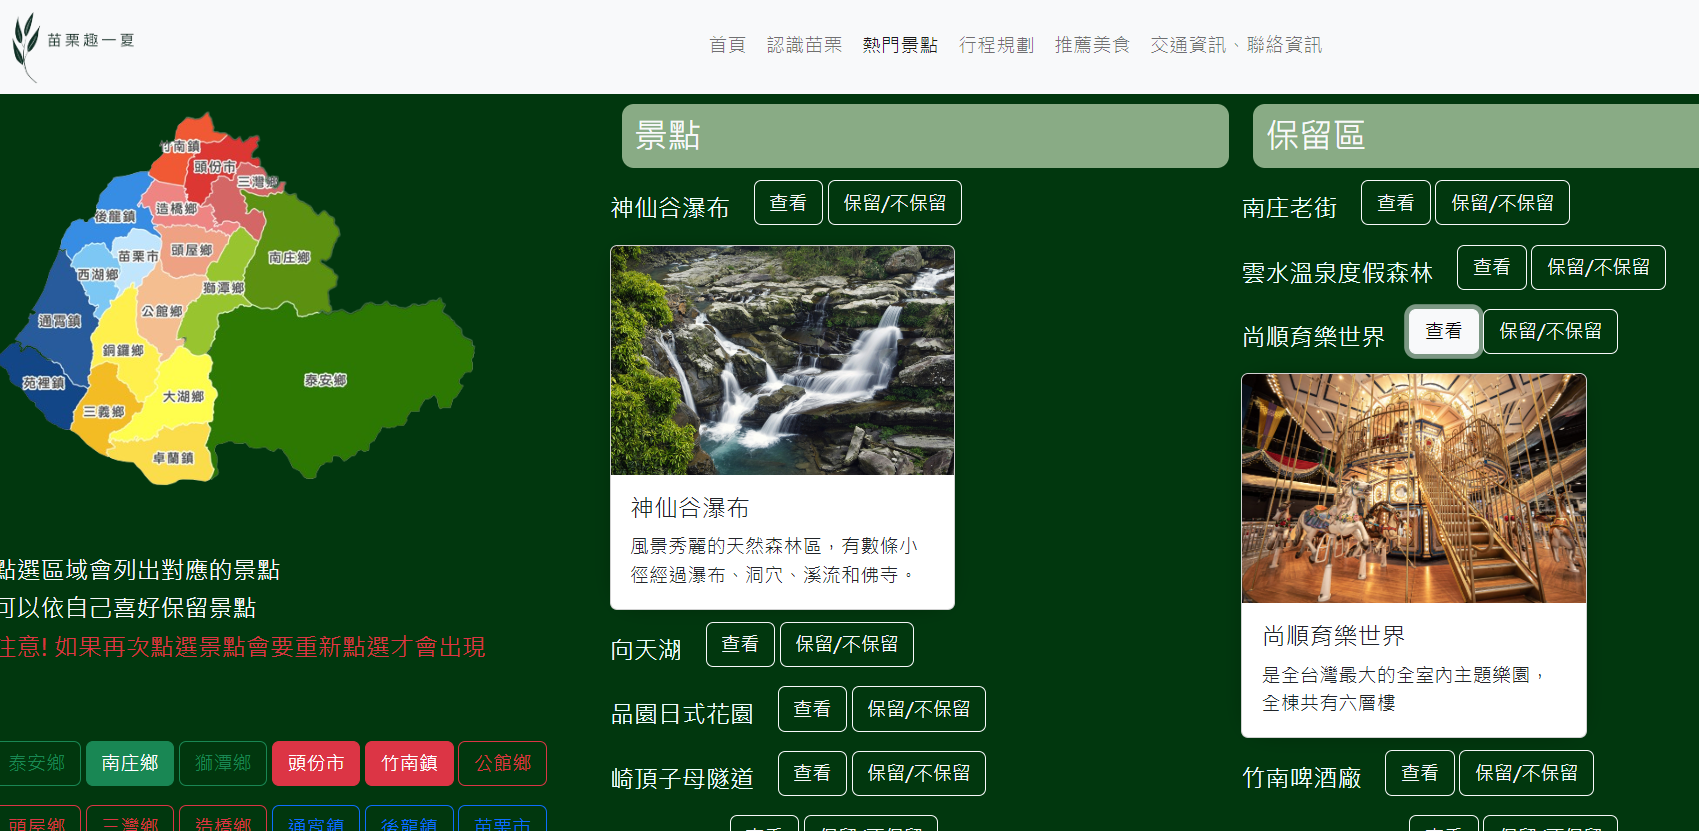 苗栗趣一夏
首頁 認識苗栗 熱門景點 行程規劃 推薦美食 交通資訊、聯絡資訊
竹南鎮
頭份市
三灣鄉
造橋鄉
後龍鎮
苗栗市
頭屋鄉
南庄鄉
西湖鄉
獅潭鄉
公館鄉
通霄鎮
銅鑼鄉
泰安鄉
苑裡鎮
大湖鄉
三義鄉
卓蘭鎮
點選區域會列出對應的景點
可以依自己喜好保留景點
注意! 如果再次點選景點會要重新點選才會出現
泰安鄉 南庄鄉 獅潭鄉 頭份市 竹南鎮 公館鄉
頭屋鄉 三灣鄉 造橋鄉 通宵鎮 後龍鎮 苗栗市
景點
神仙谷瀑布 查看 保留/不保留
神仙谷瀑布
風景秀麗的天然森林區，有數條小
徑經過瀑布、洞穴、溪流和佛寺。
向天湖 查看 保留/不保留
品園日式花園 查看 保留/不保留
崎頂子母隧道 查看 保留/不保留
查看 保留/不保留
保留區
南庄老街 查看 保留/不保留
雲水溫泉度假森林 查看 保留/不保留
尚順育樂世界 查看 保留/不保留
尚順育樂世界
是全台灣最大的全室內主題樂園，
全棟共有六層樓
竹南啤酒廠 查看 保留/不保留
查看 保留/不保留